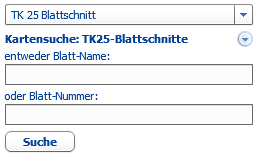 TK 25 Blattschnitt
Kartensuche: TK25-Blattschnitte
entweder Blatt-Name:
oder Blatt-Nummer:
Suche